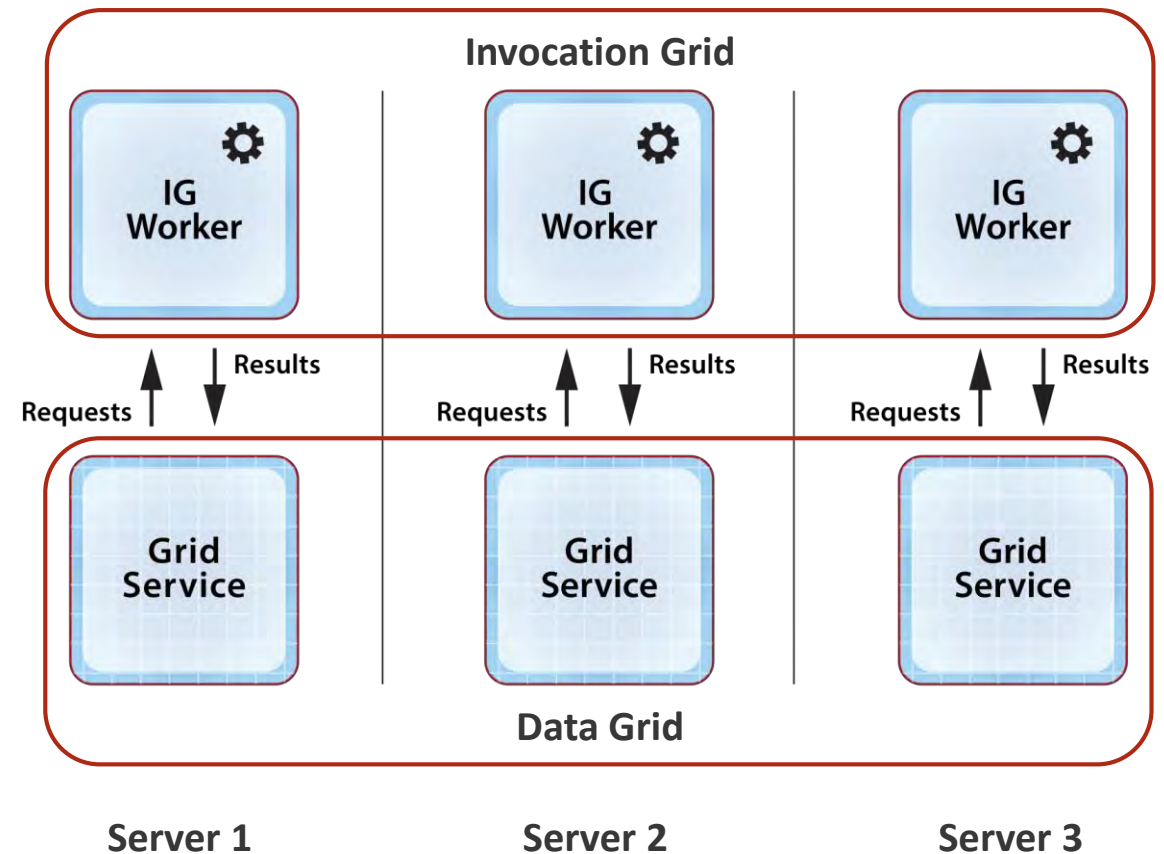 Invocation Grid
IG
Worker
IG
Worker
IG
Worker
Requests
Results
Requests
Results
Requests
Results
Grid
Service
Grid
Service
Grid
Service
Data Grid
Server 1
Server 2
Server 3